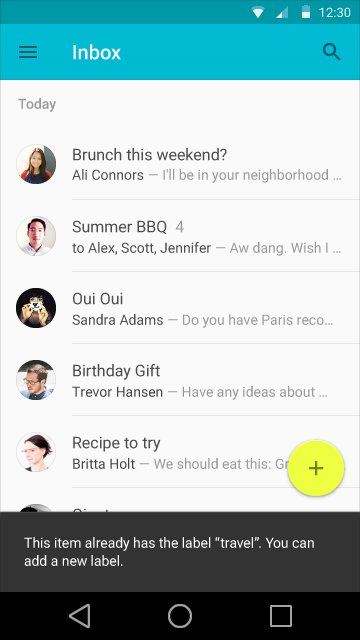 12:30
Inbox
Today
Brunch this weekend?
Ali Connors — I'll be in your neighborhood ...
Summer BBQ 4
to Alex, Scott, Jennifer — Aw dang. Wish I ...
Oui Oui
Sandra Adams — Do you have Paris reco...
Birthday Gift
Trevor Hansen — Have any ideas about ...
Recipe to try
Britta Holt — We should eat this:
This item already has the label “travel”. You can
add a new label.